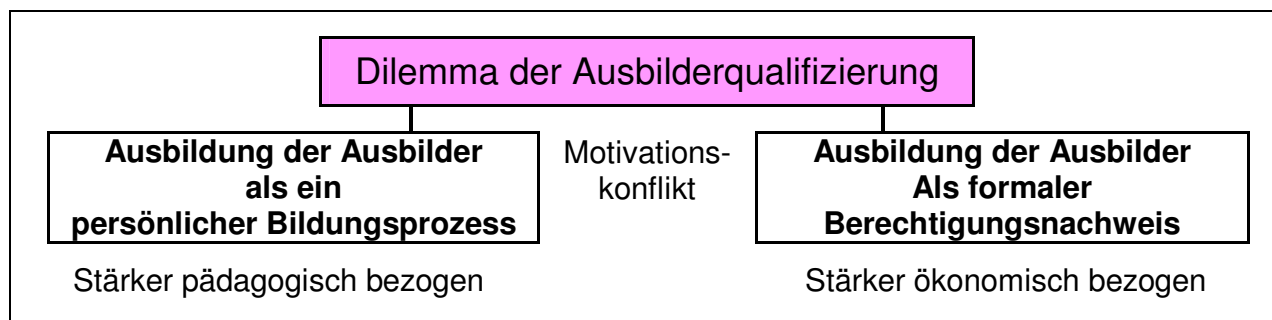 Dilemma der Ausbilderqualifizierung
Ausbildung der Ausbilder
als ein
persönlicher Bildungsprozess
Motivations-
konflikt
Ausbildung der Ausbilder
Als formaler
Berechtigungsnachweis
Stärker pädagogisch bezogen
Stärker ökonomisch bezogen